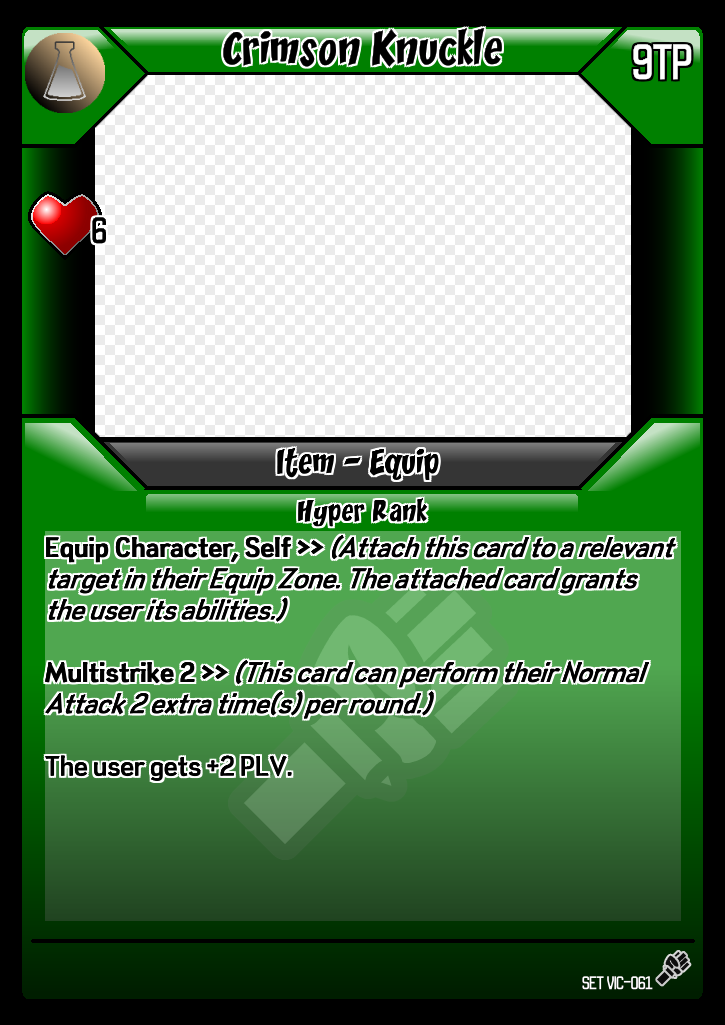 Crimson Knuckle
9TP
6
Item - Equip
Hyper Rank
Equip Character, Self >> (Attach this card to a relevant
target in their Equip Zone. The attached card grants
the user its abilities.)
Multistrike 2 >> (This card can perform their Normal
Attack 2 extra time(s) per round.)
The user gets +2 PLV.
SET VIC-061